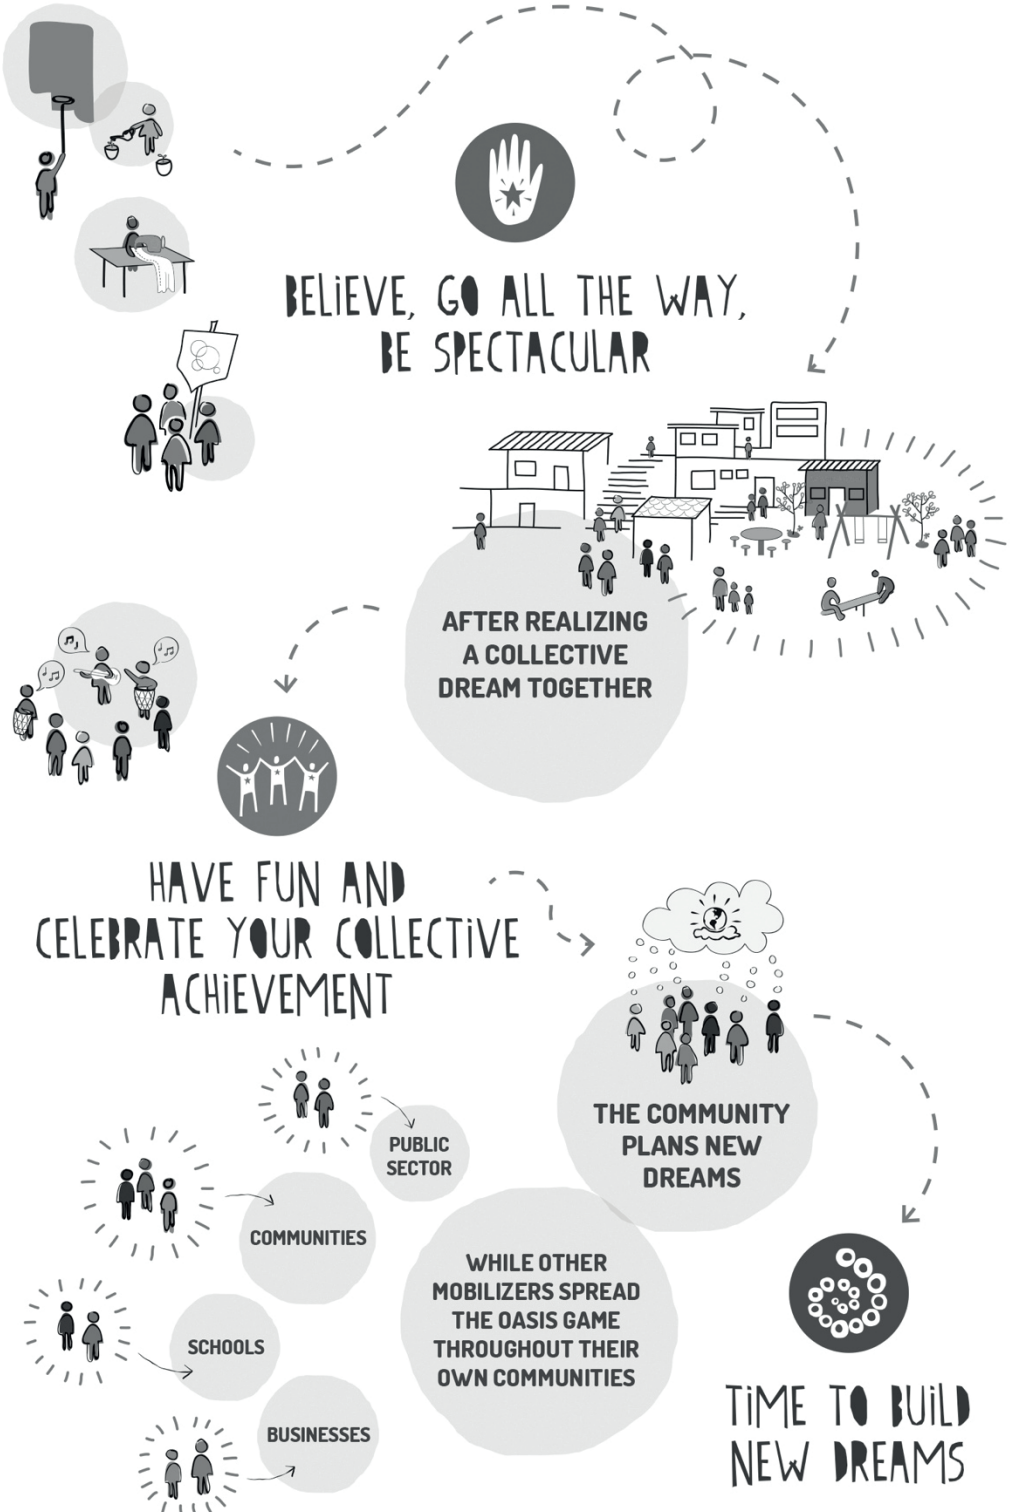 BELiEVE, GO ALL THE WAY,
BE SPECTACULAR
AFTER REALIZING
A COLLECTIVE
DREAM TOGETHER
HAVE FUN AND
CELEBRATE YOUR COLLECTiVE
ACHiEVEMENT
THE COMMUNITY
PLANS NEW
DREAMS
PUBLIC
SECTOR
COMMUNITIES
SCHOOLS
BUSINESSES
WHILE OTHER
MOBILIZERS SPREAD
THE OASIS GAME
THROUGHOUT THEIR
OWN COMMUNITIES
TiME TO BUiLD
NEW DREAMS